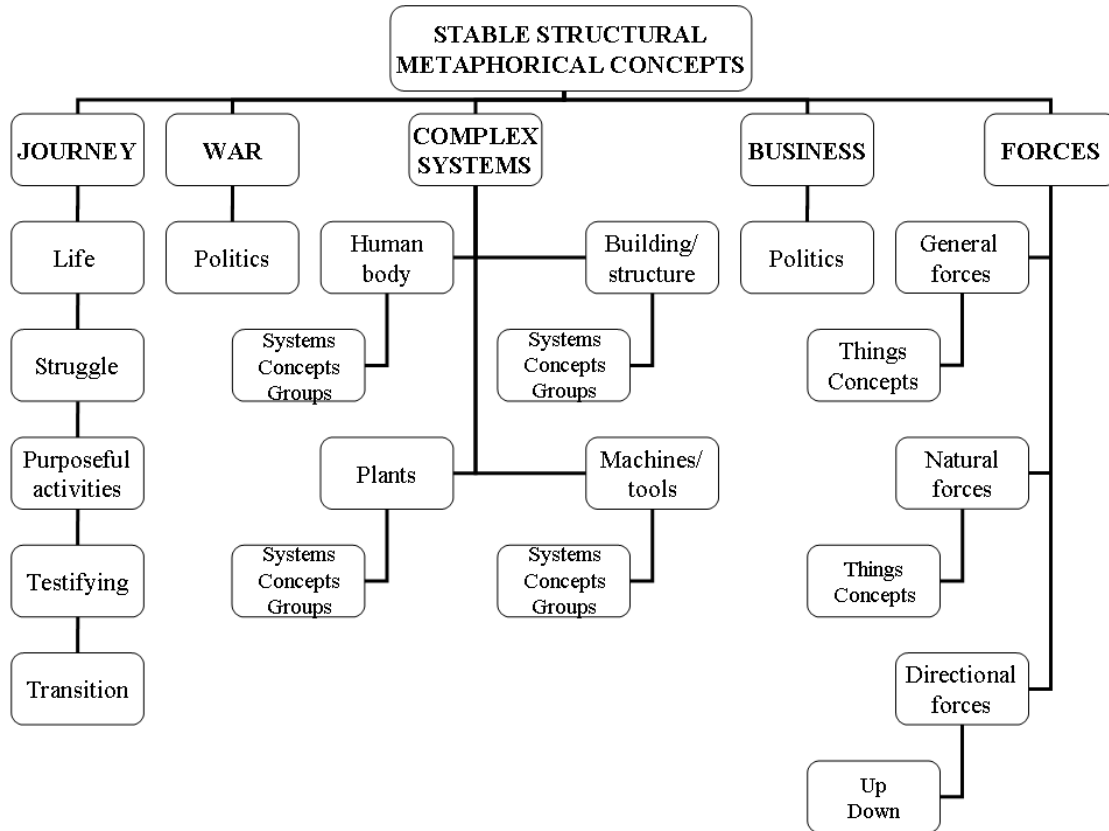 STABLE STRUCTURAL
METAPHORICAL CONCEPTS
JOURNEY
WAR
COMPLEX
SYSTEMS
BUSINESS
FORCES
Life
Politics
Human
body
Building/
structure
Politics
General
forces
Struggle
Systems
Concepts
Groups
Systems
Concepts
Groups
Things
Concepts
Purposeful
activities
Plants
Machines/
tools
Natural
forces
Testifying
Systems
Concepts
Groups
Systems
Concepts
Groups
Things
Concepts
Transition
Directional
forces
Up
Down